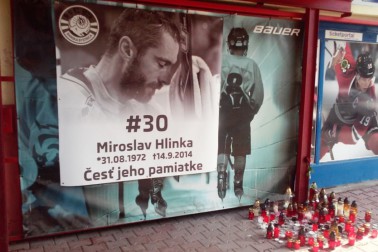 BAUER
#30
Miroslav Hlinka
*31.08.1972 †14.9.2014
Česť jeho pamiatke